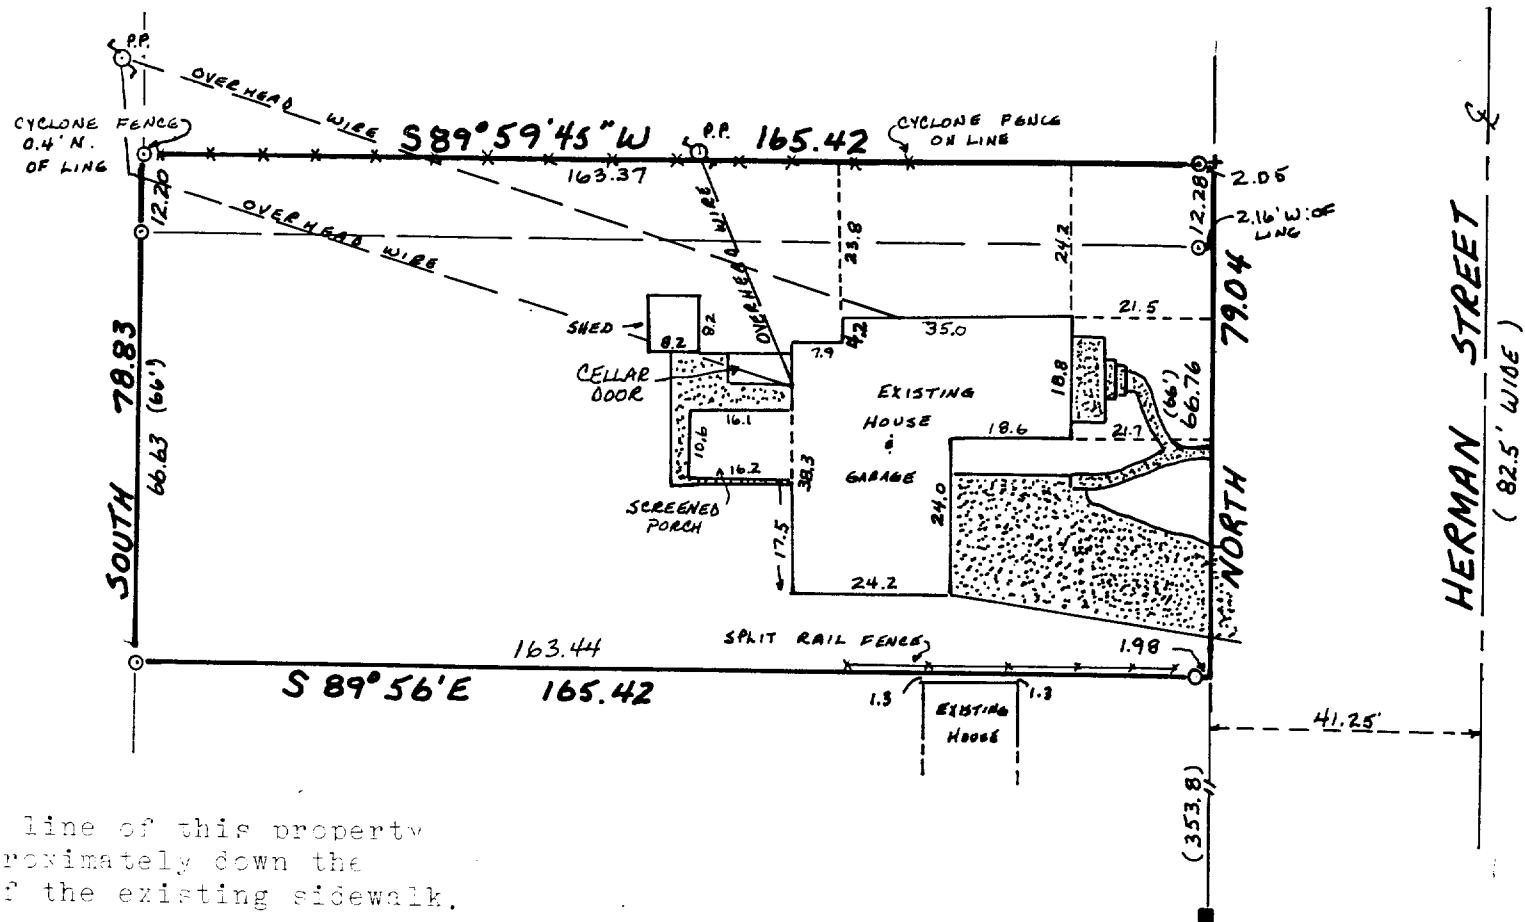 P.P.
OVERHEAD WIRE
CYCLONE FENCE
0.4' N.
OF LINE
S 89° 59' 45" W 165.42
P.P.
CYCLONE FENCE
ON LINE
163.37
2.05
12.20
12.28
2.16' W. OF
LINE
OVERHEAD WIRE
OVERHEAD WIRE
23.8
24.2
HERMAN STREET
( 82.5' WIDE )
℄
SOUTH 78.83
66.63 (66')
NORTH 79.04
(66')
66.76
SHED
8.2
8.2
7.9
4.2
35.0
21.5
CELLAR
DOOR
EXISTING
HOUSE
&
GARAGE
18.8
16.1
10.6
16.2
18.6
21.7
38.3
SCREENED
PORCH
24.0
17.5
24.2
SPLIT RAIL FENCE
1.98
163.44
S 89° 56' E 165.42
1.3
1.3
EXISTING
HOUSE
41.25'
(353.8)
line of this property
roximately down the
f the existing sidewalk.